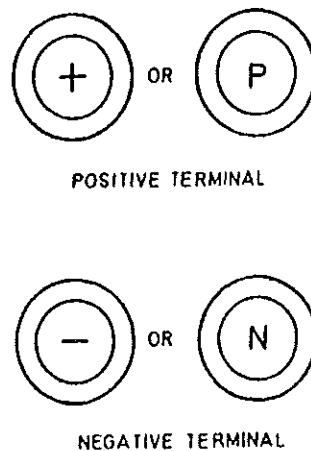 + OR P
POSITIVE TERMINAL
− OR N
NEGATIVE TERMINAL